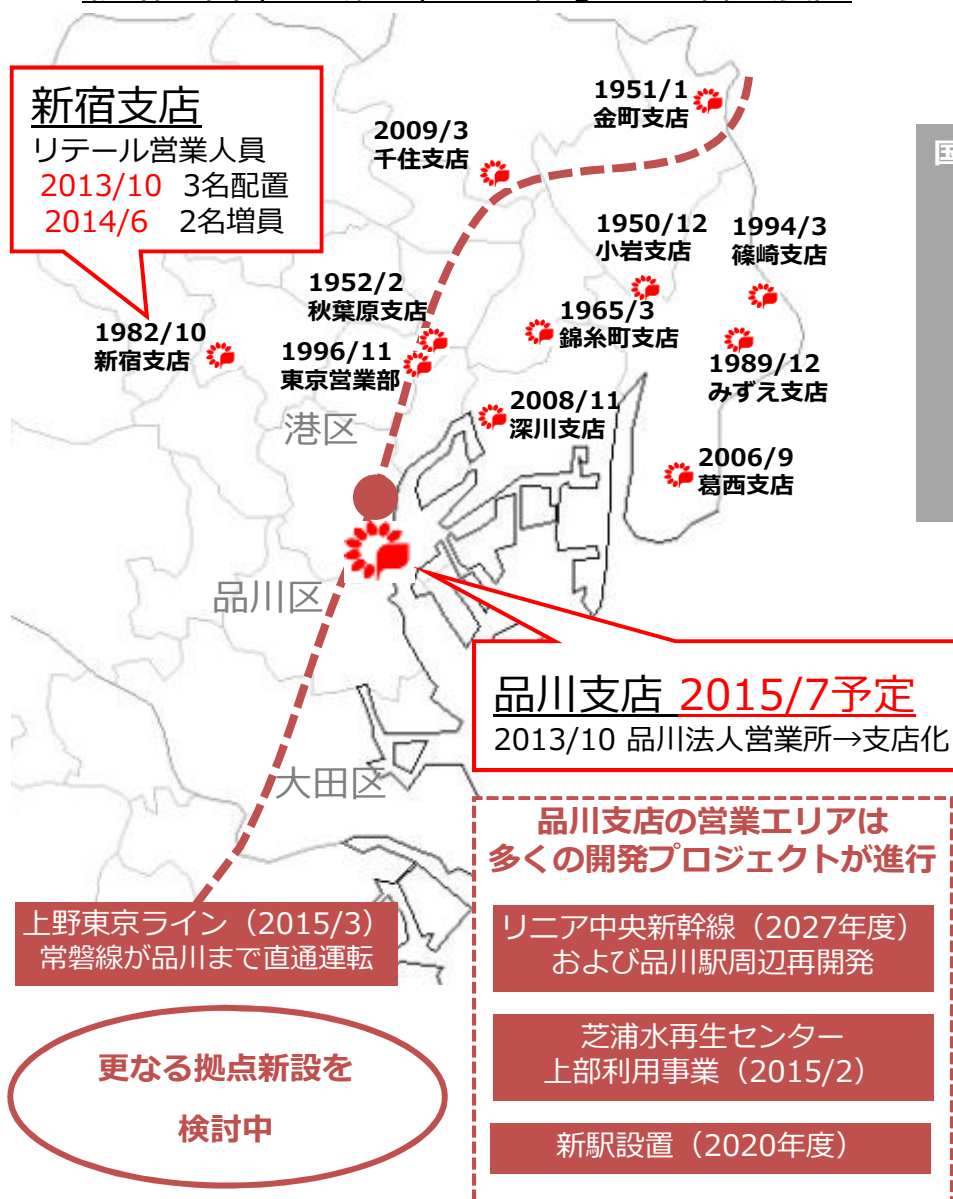 新宿支店
リテール営業人員
2013/10 3名配置
2014/6 2名増員
1951/1
金町支店
2009/3
千住支店
1950/12
小岩支店
1994/3
篠崎支店
1952/2
秋葉原支店
1965/3
錦糸町支店
1982/10
新宿支店
1996/11
東京営業部
1989/12
みずえ支店
2008/11
深川支店
港区
2006/9
葛西支店
品川区
品川支店 2015/7予定
2013/10 品川法人営業所→支店化
大田区
品川支店の営業エリアは
多くの開発プロジェクトが進行
上野東京ライン（2015/3）
常磐線が品川まで直通運転
リニア中央新幹線（2027年度）
および品川駅周辺再開発
芝浦水再生センター
上部利用事業（2015/2）
更なる拠点新設を
検討中
新駅設置（2020年度）